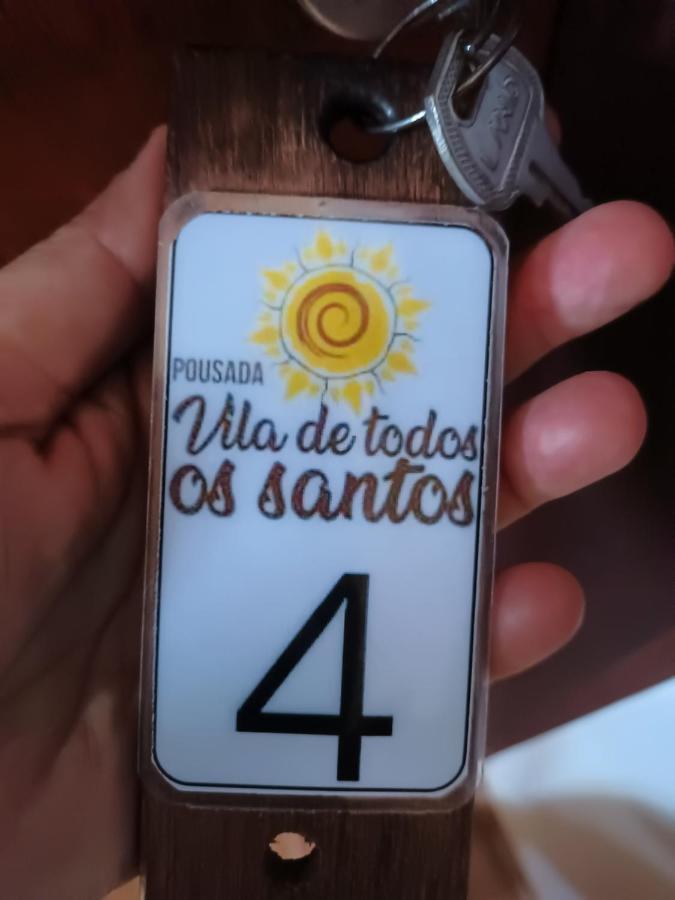 POUSADA
Vila de todos
os santos
4